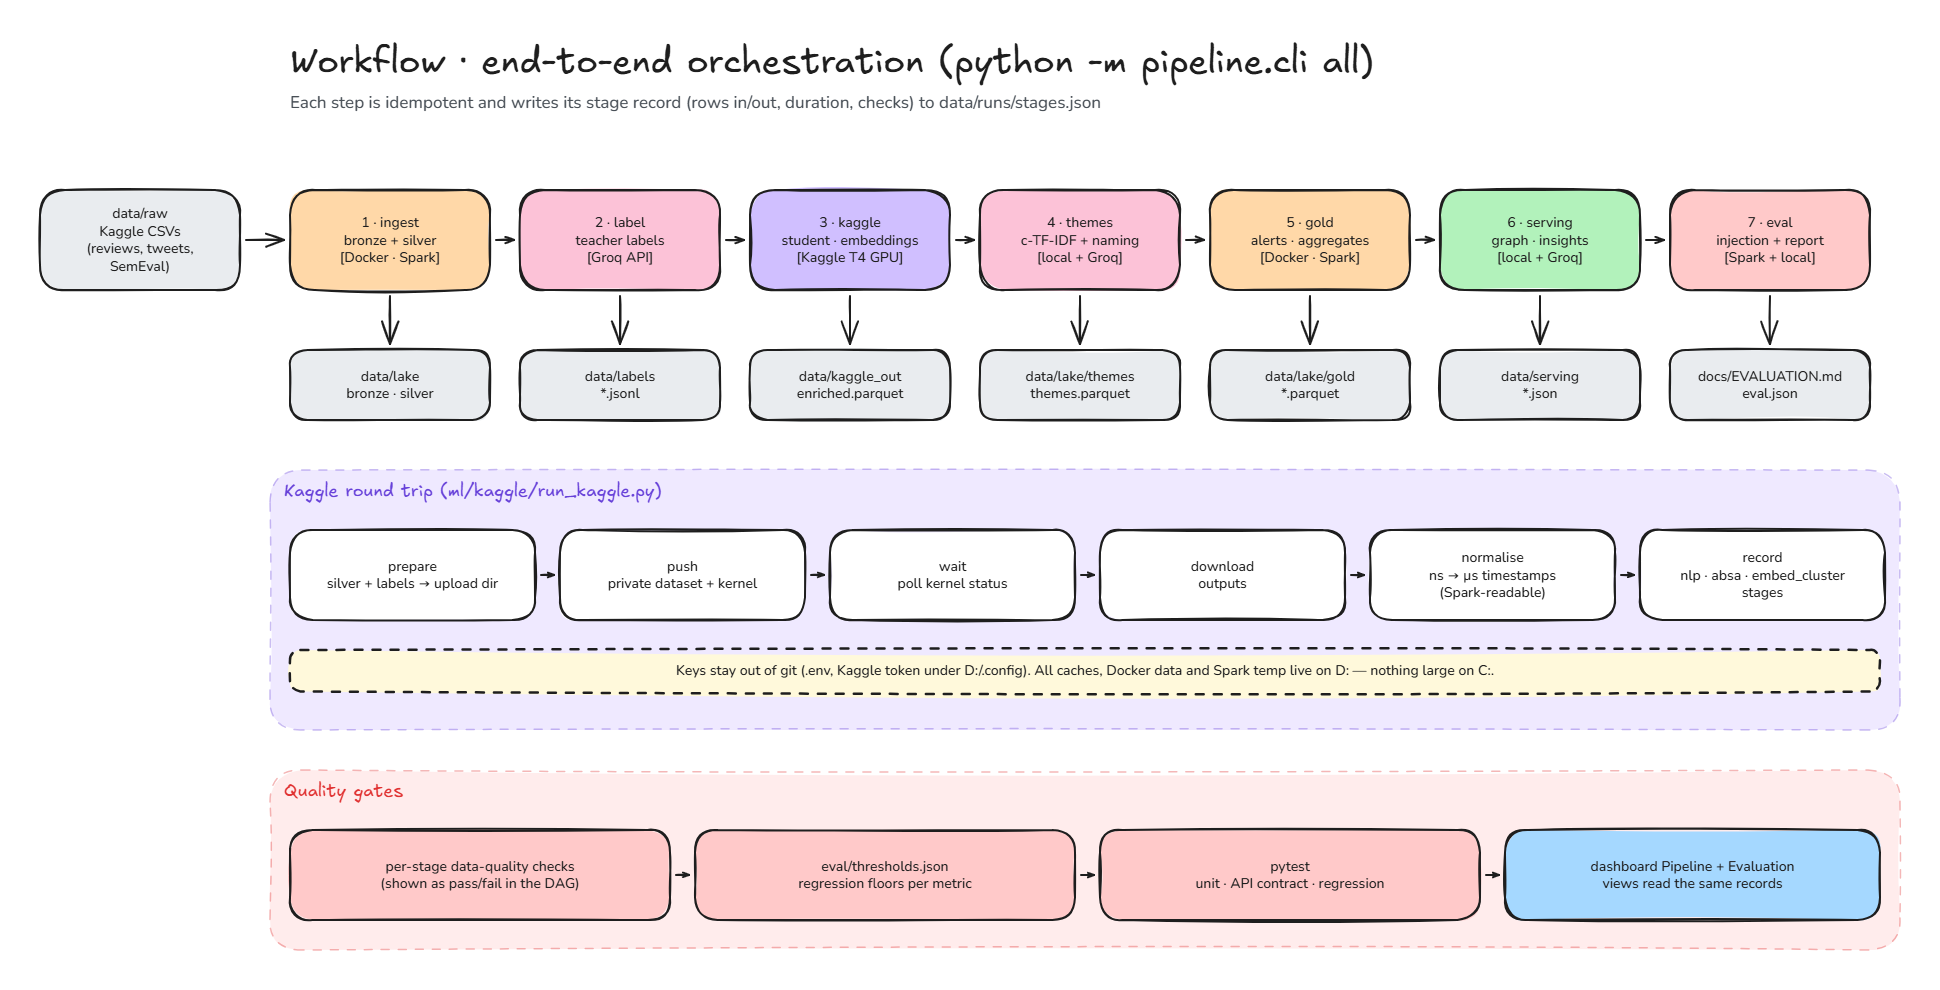 Workflow · end-to-end orchestration (python -m pipeline.cli all)
Each step is idempotent and writes its stage record (rows in/out, duration, checks) to data/runs/stages.json
data/raw
Kaggle CSVs
(reviews, tweets,
SemEval)
1 · ingest
bronze + silver
[Docker · Spark]
2 · label
teacher labels
[Groq API]
3 · kaggle
student · embeddings
[Kaggle T4 GPU]
4 · themes
c-TF-IDF + naming
[local + Groq]
5 · gold
alerts · aggregates
[Docker · Spark]
6 · serving
graph · insights
[local + Groq]
7 · eval
injection + report
[Spark + local]
data/lake
bronze · silver
data/labels
*.jsonl
data/kaggle_out
enriched.parquet
data/lake/themes
themes.parquet
data/lake/gold
*.parquet
data/serving
*.json
docs/EVALUATION.md
eval.json
Kaggle round trip (ml/kaggle/run_kaggle.py)
prepare
silver + labels → upload dir
push
private dataset + kernel
wait
poll kernel status
download
outputs
normalise
ns → µs timestamps
(Spark-readable)
record
nlp · absa · embed_cluster
stages
Keys stay out of git (.env, Kaggle token under D:/.config). All caches, Docker data and Spark temp live on D: — nothing large on C:.
Quality gates
per-stage data-quality checks
(shown as pass/fail in the DAG)
eval/thresholds.json
regression floors per metric
pytest
unit · API contract · regression
dashboard Pipeline + Evaluation
views read the same records